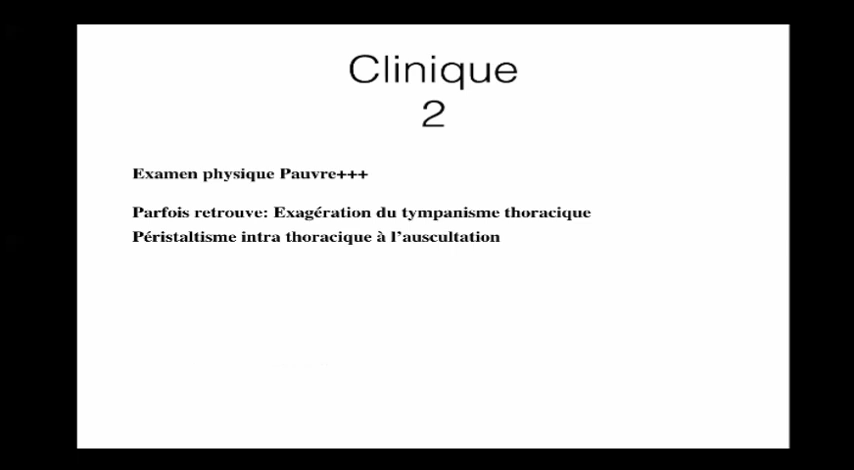 Clinique
2
Examen physique Pauvre+++
Parfois retrouve: Exagération du tympanisme thoracique
Péristaltisme intra thoracique à l’auscultation